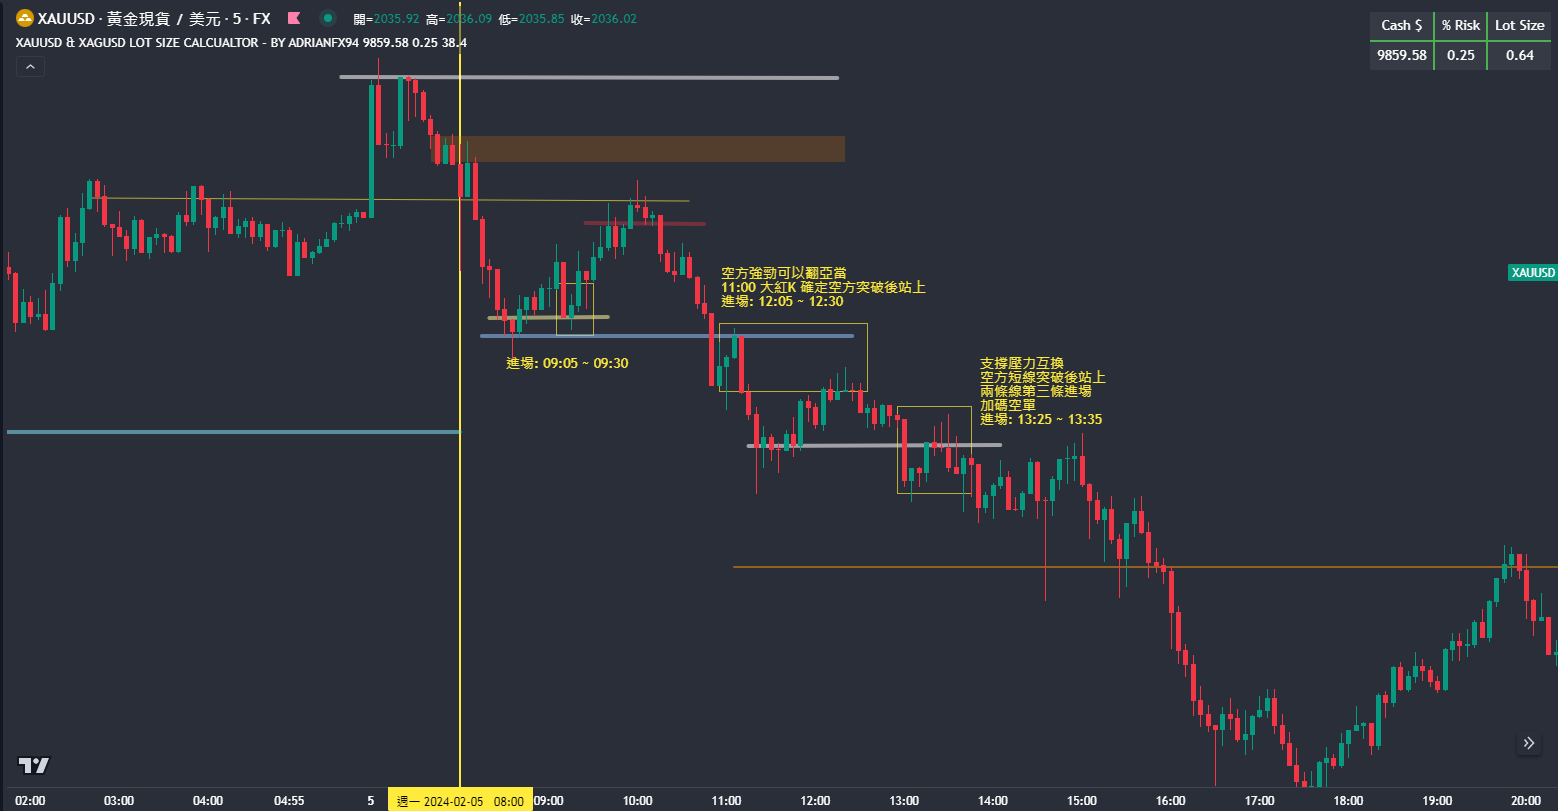 XAUUSD · 黃金現貨 / 美元 · 5 · FX 開=2035.92 高=2036.09 低=2035.85 收=2036.02
XAUUSD & XAGUSD LOT SIZE CALCUALTOR - BY ADRIANFX94 9859.58 0.25 38.4
Cash $ % Risk Lot Size
9859.58 0.25 0.64
空方強勁可以翻亞當
11:00 大紅K 確定空方突破後站上
進場: 12:05 ~ 12:30
XAUUSD
進場: 09:05 ~ 09:30
支撐壓力互換
空方短線突破後站上
兩條線第三條進場
加碼空單
進場: 13:25 ~ 13:35
02:00 03:00 04:00 04:55 5 週一 2024-02-05 08:00 09:00 10:00 11:00 12:00 13:00 14:00 15:00 16:00 17:00 18:00 19:00 20:00